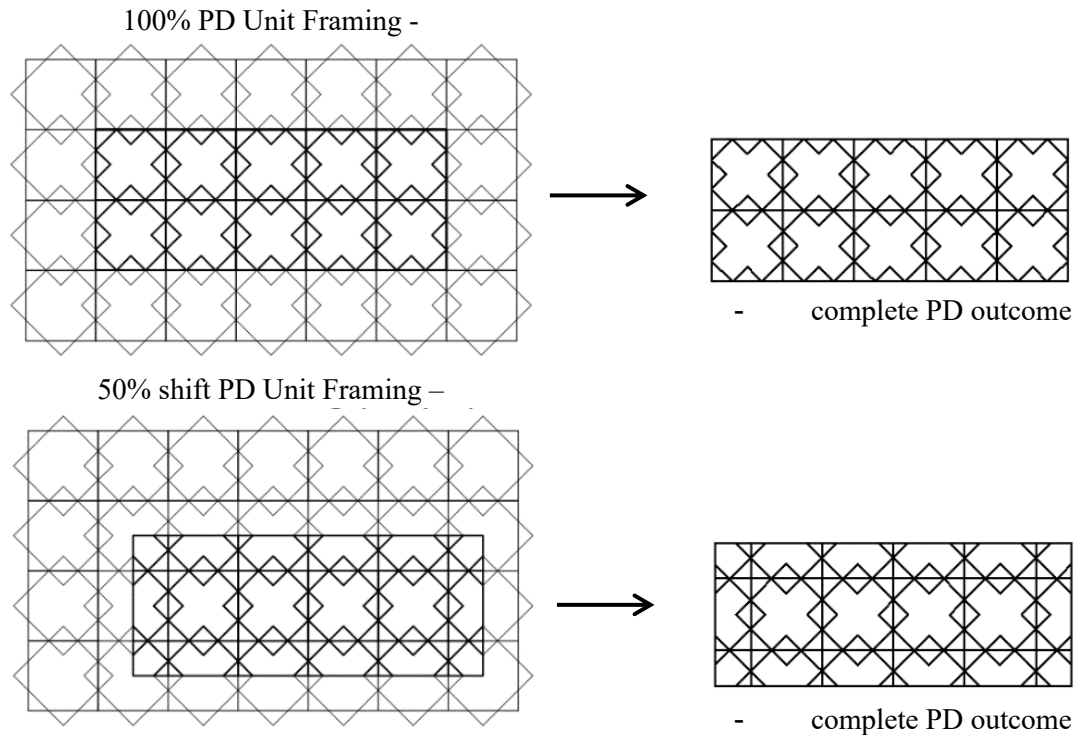 100% PD Unit Framing -
- complete PD outcome
50% shift PD Unit Framing –
- complete PD outcome